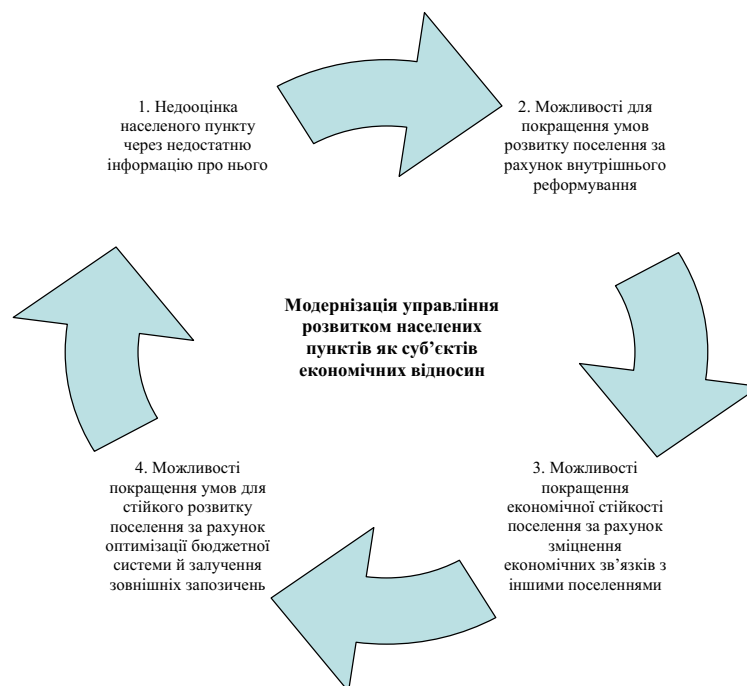 1. Недооцінка
населеного пункту
через недостатню
інформацію про нього
2. Можливості для
покращення умов
розвитку поселення за
рахунок внутрішнього
реформування
Модернізація управління
розвитком населених
пунктів як суб’єктів
економічних відносин
3. Можливості
покращення
економічної стійкості
поселення за рахунок
зміцнення
економічних зв’язків з
іншими поселеннями
4. Можливості
покращення умов для
стійкого розвитку
поселення за рахунок
оптимізації бюджетної
системи й залучення
зовнішніх запозичень